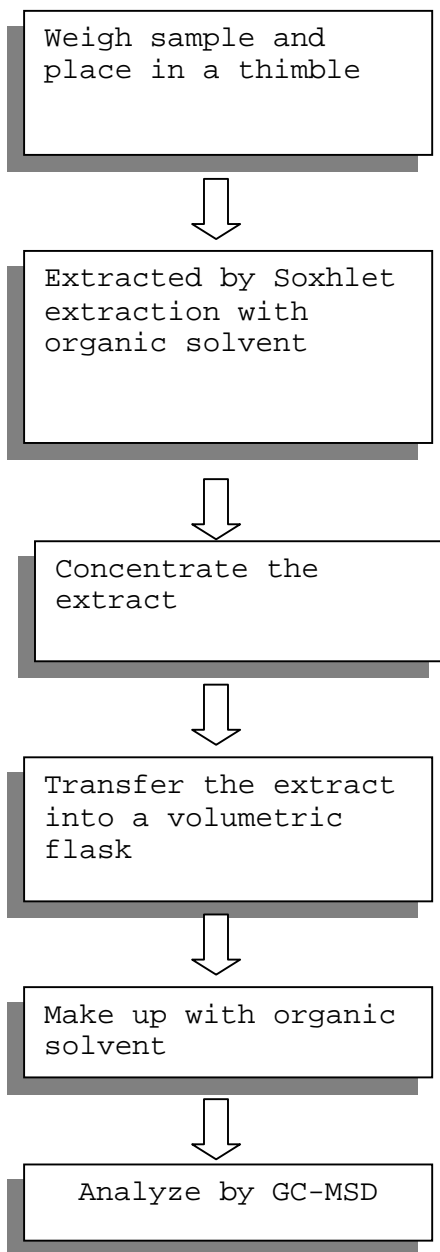 Weigh sample and
place in a thimble
Extracted by Soxhlet
extraction with
organic solvent
Concentrate the
extract
Transfer the extract
into a volumetric
flask
Make up with organic
solvent
Analyze by GC-MSD